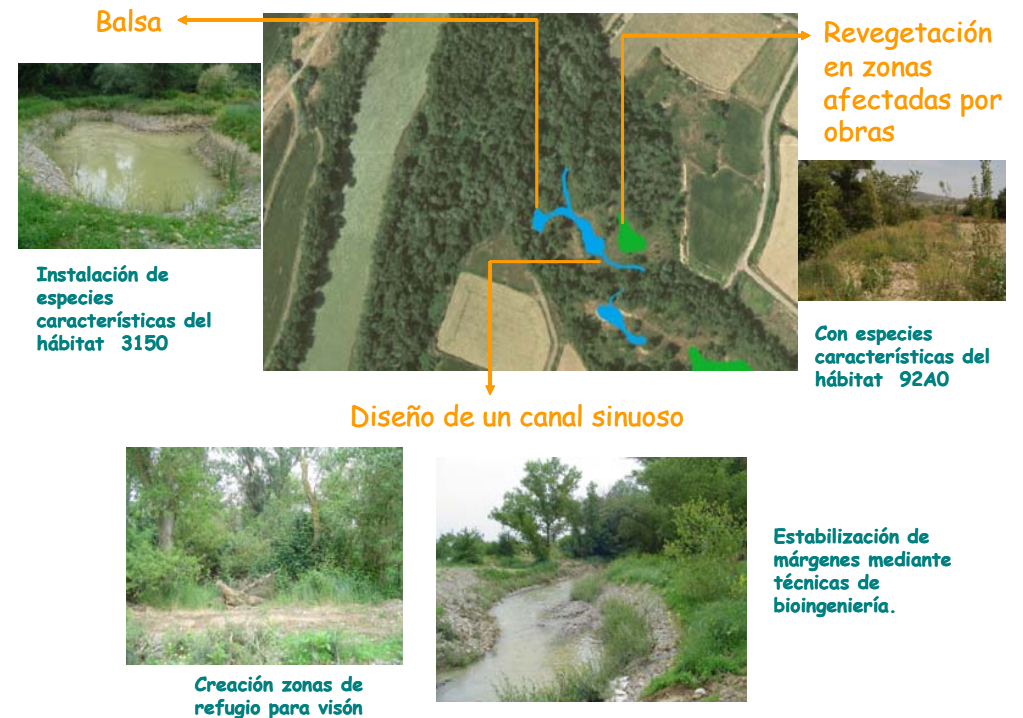 Balsa
Revegetación
en zonas
afectadas por
obras
Instalación de
especies
características del
hábitat 3150
Con especies
características del
hábitat 92A0
Diseño de un canal sinuoso
Estabilización de
márgenes mediante
técnicas de
bioingeniería.
Creación zonas de
refugio para visón